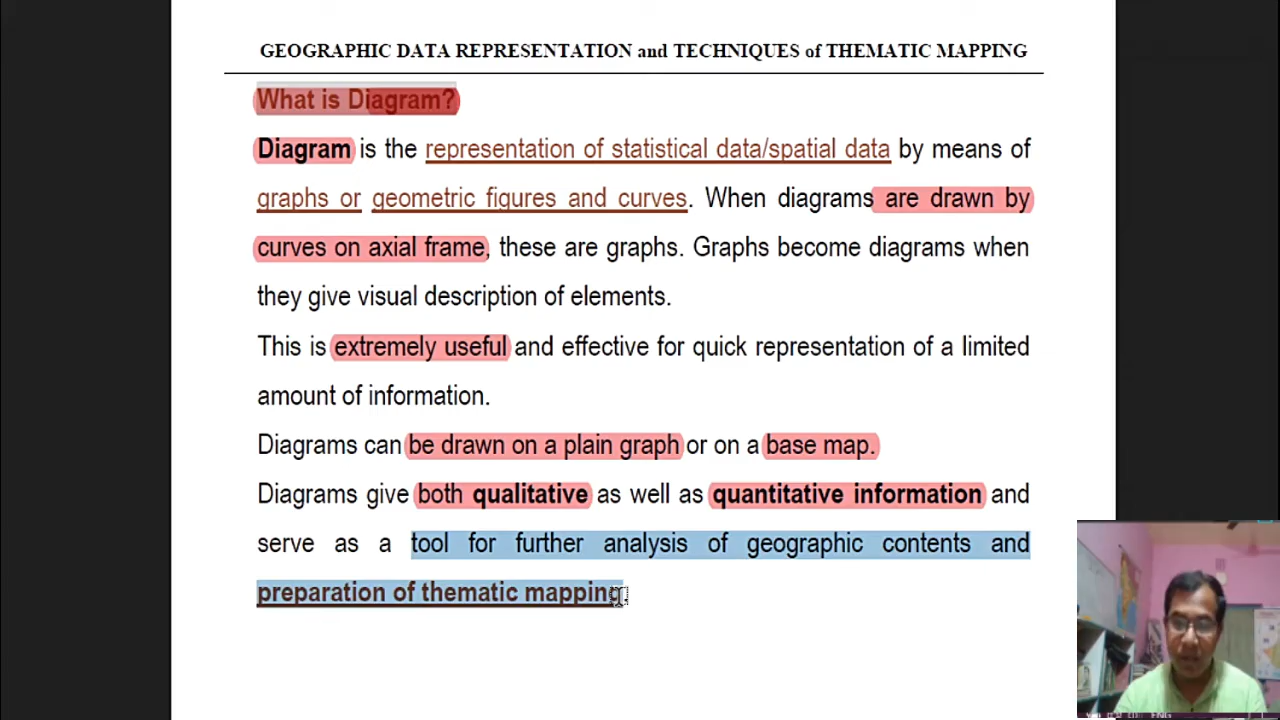 GEOGRAPHIC DATA REPRESENTATION and TECHNIQUES of THEMATIC MAPPING
What is Diagram?
Diagram is the representation of statistical data/spatial data by means of
graphs or geometric figures and curves. When diagrams are drawn by
curves on axial frame, these are graphs. Graphs become diagrams when
they give visual description of elements.
This is extremely useful and effective for quick representation of a limited
amount of information.
Diagrams can be drawn on a plain graph or on a base map.
Diagrams give both qualitative as well as quantitative information and
serve as a tool for further analysis of geographic contents and
preparation of thematic mapping.
ENG